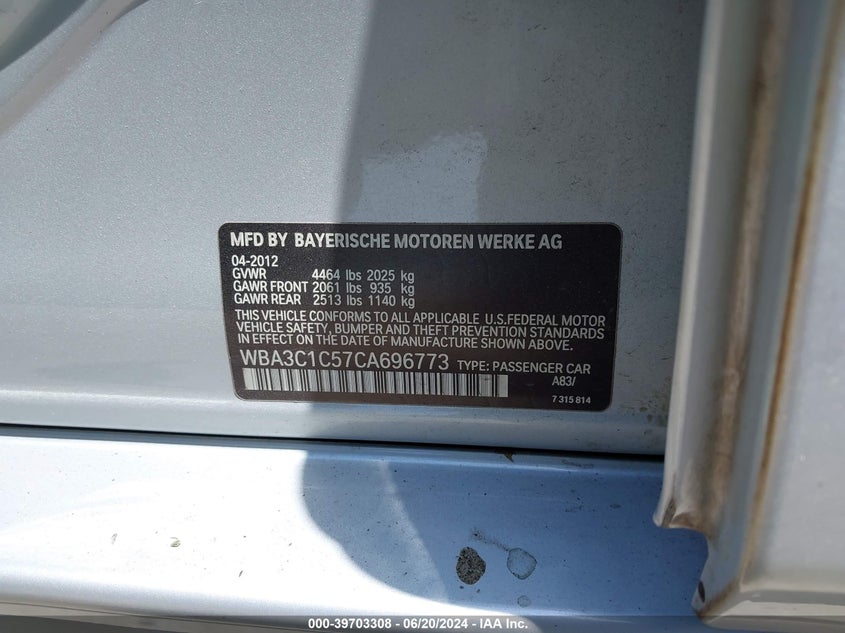 MFD BY BAYERISCHE MOTOREN WERKE AG
04-2012
GVWR 4464 lbs 2025 kg
GAWR FRONT 2061 lbs 935 kg
GAWR REAR 2513 lbs 1140 kg
THIS VEHICLE CONFORMS TO ALL APPLICABLE U.S.FEDERAL MOTOR
VEHICLE SAFETY, BUMPER AND THEFT PREVENTION STANDARDS
IN EFFECT ON THE DATE OF MANUFACTURE SHOWN ABOVE.
WBA3C1C57CA696773 TYPE: PASSENGER CAR
A83/
7 315 814
000-39703308 - 06/20/2024 - IAA Inc.